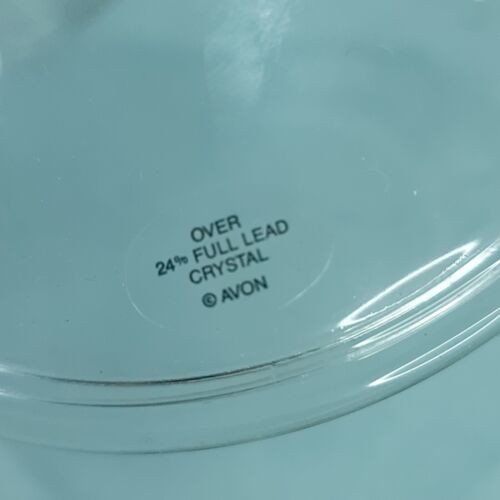 OVER
24% FULL LEAD
CRYSTAL
© AVON